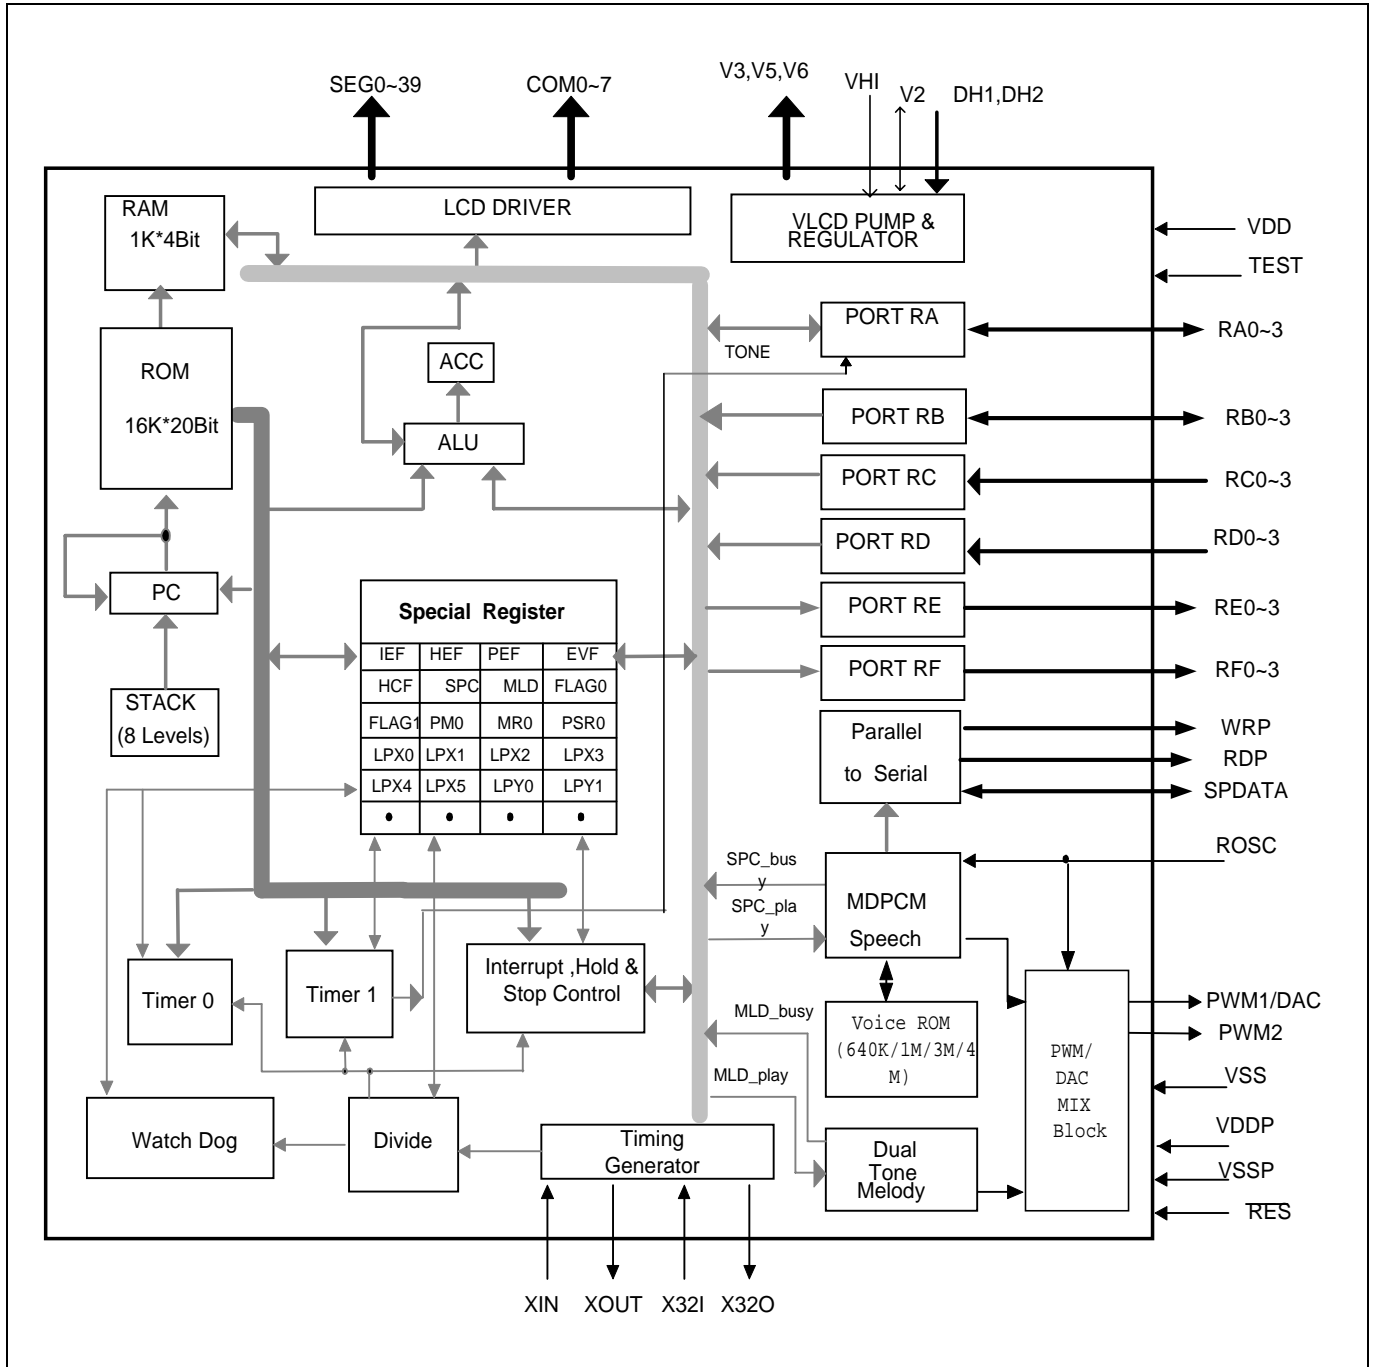 SEG0~39
COM0~7
V3,V5,V6
VHI
V2
DH1,DH2
RAM
1K*4Bit
LCD DRIVER
VLCD PUMP &
REGULATOR
VDD
TEST
ROM
16K*20Bit
ACC
ALU
TONE
PORT RA
RA0~3
PORT RB
RB0~3
PORT RC
RC0~3
PORT RD
RD0~3
PORT RE
RE0~3
PORT RF
RF0~3
PC
STACK
(8 Levels)
Special Register
IEF HEF PEF EVF
HCF SPC MLD FLAG0
FLAG1 PM0 MR0 PSR0
LPX0 LPX1 LPX2 LPX3
LPX4 LPX5 LPY0 LPY1
Parallel
to Serial
WRP
RDP
SPDATA
ROSC
SPC_bus
y
SPC_pla
y
MDPCM
Speech
Timer 0
Timer 1
Interrupt ,Hold &
Stop Control
MLD_busy
MLD_play
Voice ROM
(640K/1M/3M/4
M)
PWM/
DAC
MIX
Block
PWM1/DAC
PWM2
VSS
VDDP
VSSP
RES
Watch Dog
Divide
Timing
Generator
Dual
Tone
Melody
XIN
XOUT
X32I
X32O